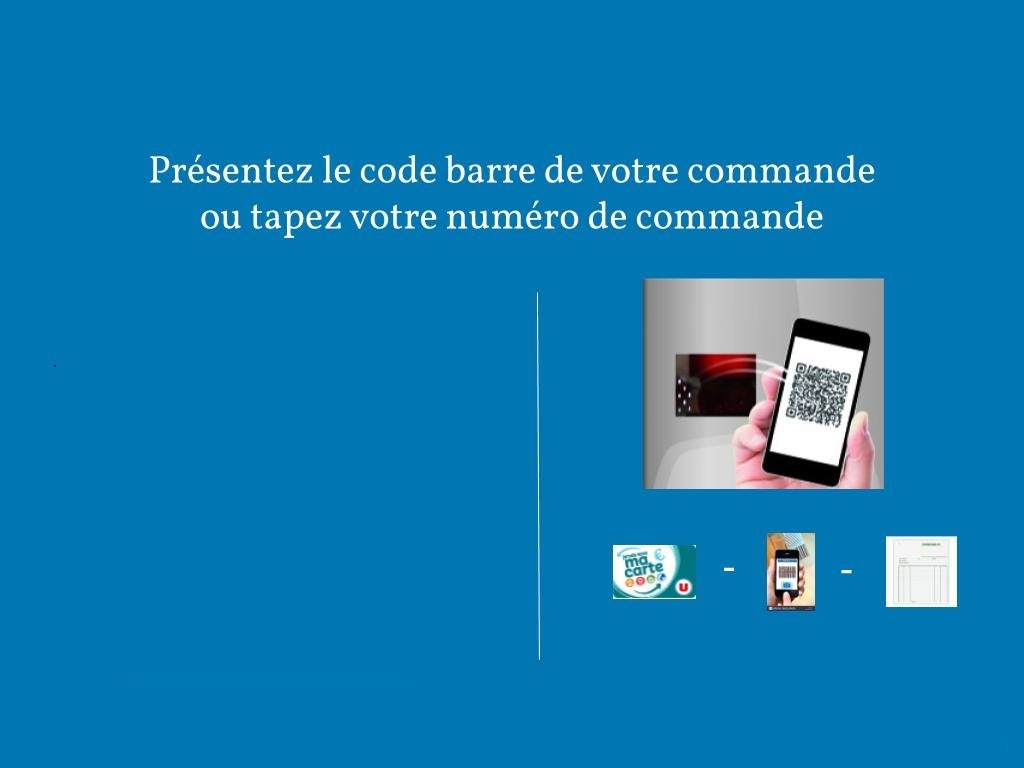 Présentez le code barre de votre commande
ou tapez votre numéro de commande
ma
carte
U
-
-